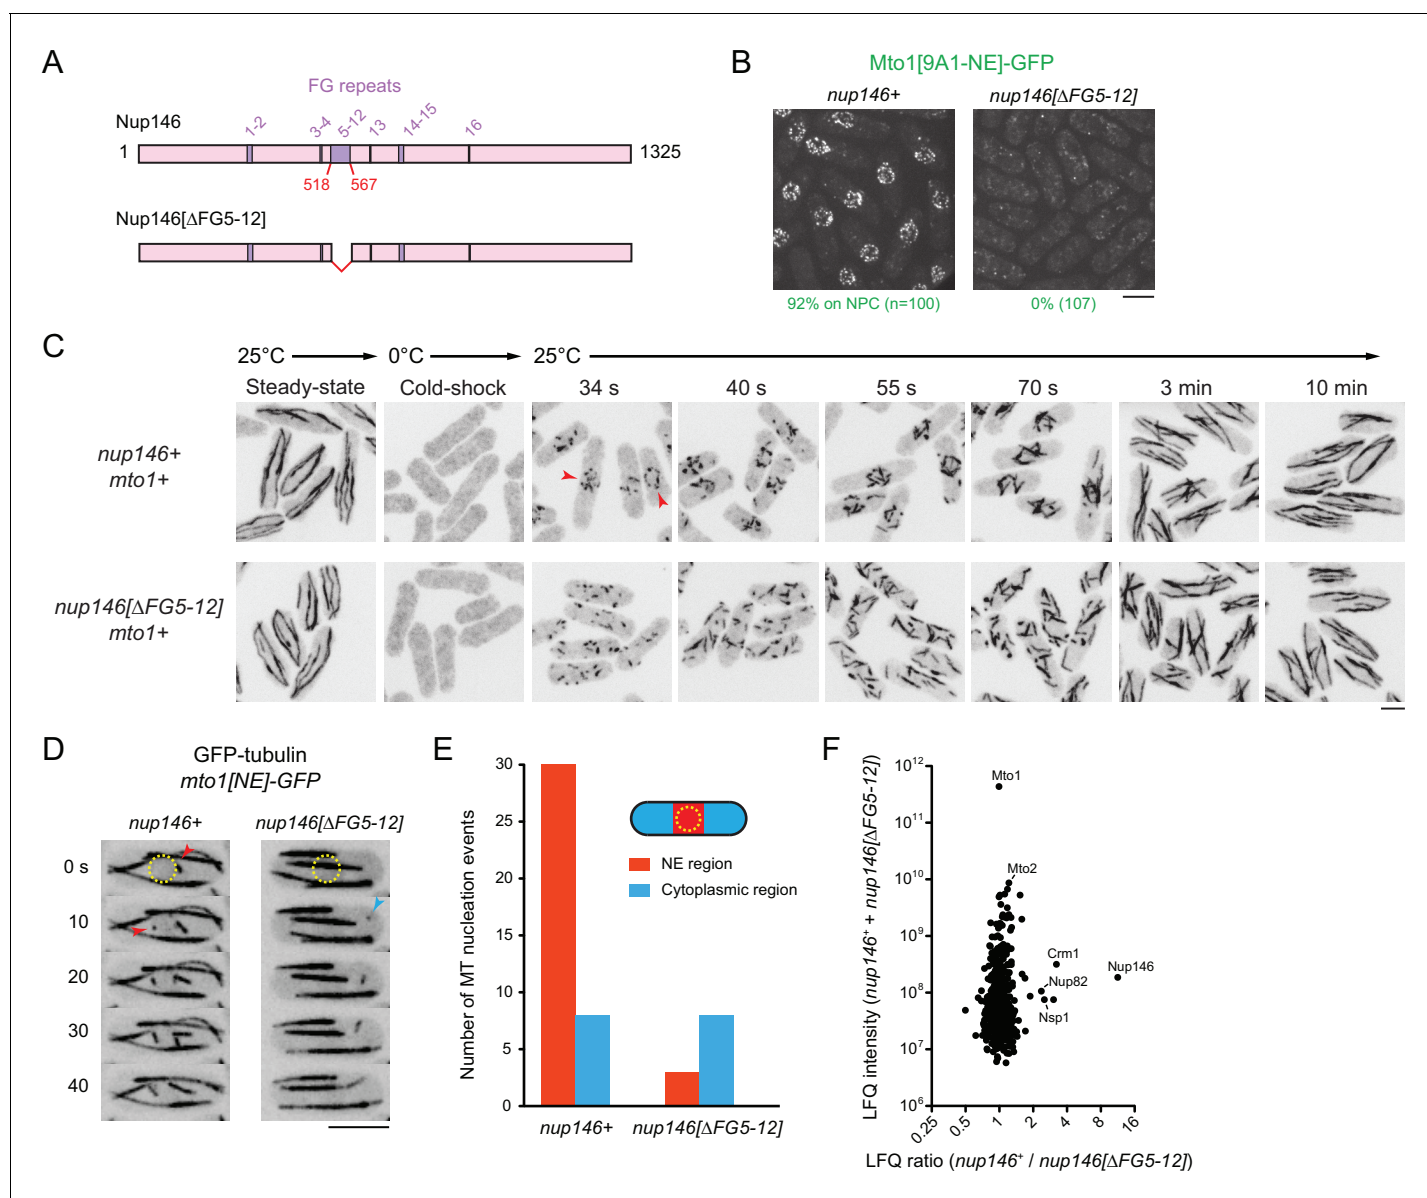 A
FG repeats
Nup146
1-2
3-4
5-12
13
14-15
16
1
1325
518
567
Nup146[ΔFG5-12]
B
Mto1[9A1-NE]-GFP
nup146+
nup146[ΔFG5-12]
92% on NPC (n=100)
0% (107)
C
25°C
0°C
25°C
Steady-state
Cold-shock
34 s
40 s
55 s
70 s
3 min
10 min
nup146+
mto1+
nup146[ΔFG5-12]
mto1+
D
GFP-tubulin
mto1[NE]-GFP
nup146+
nup146[ΔFG5-12]
0 s
10
20
30
40
E
Number of MT nucleation events
30
25
20
15
10
5
0
NE region
Cytoplasmic region
nup146+
nup146[ΔFG5-12]
F
LFQ intensity (nup146⁺ + nup146[ΔFG5-12])
10¹²
10¹¹
10¹⁰
10⁹
10⁸
10⁷
10⁶
Mto1
Mto2
Crm1
Nup82
Nup146
Nsp1
0.25
0.5
1
2
4
8
16
LFQ ratio (nup146⁺ / nup146[ΔFG5-12])